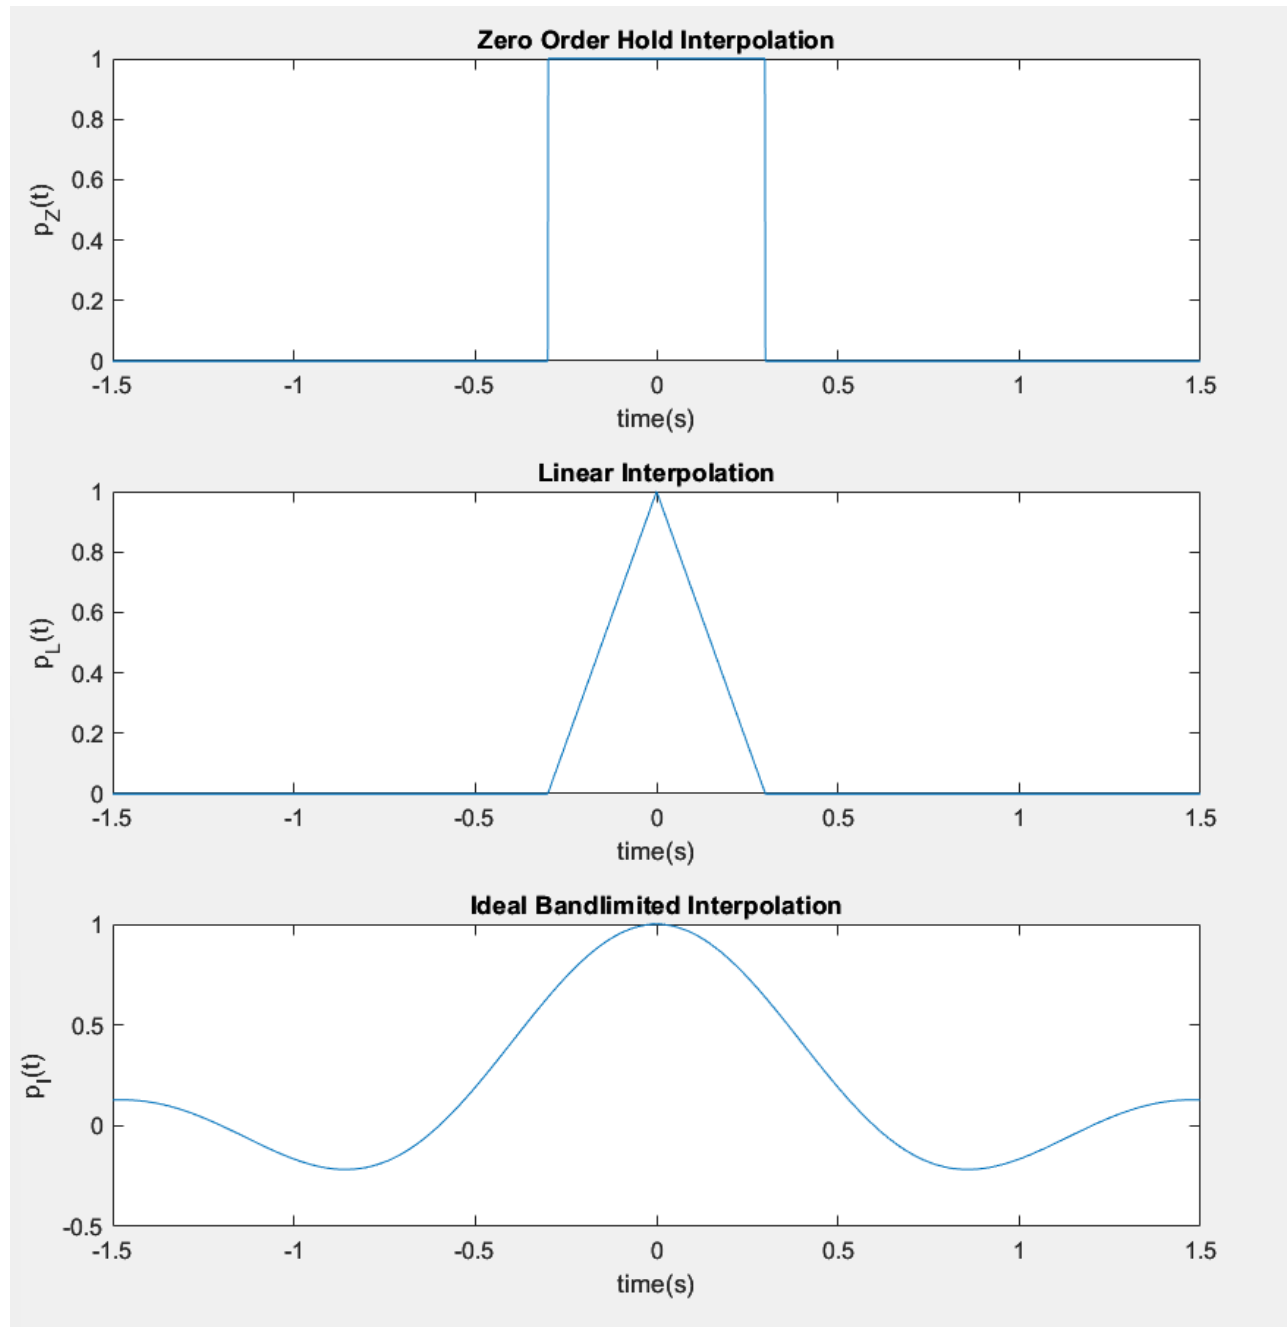 Zero Order Hold Interpolation
1
0.8
0.6
0.4
0.2
0
p_Z(t)
-1.5 -1 -0.5 0 0.5 1 1.5
time(s)
Linear Interpolation
1
0.8
0.6
0.4
0.2
0
p_L(t)
-1.5 -1 -0.5 0 0.5 1 1.5
time(s)
Ideal Bandlimited Interpolation
1
0.5
0
-0.5
p_I(t)
-1.5 -1 -0.5 0 0.5 1 1.5
time(s)